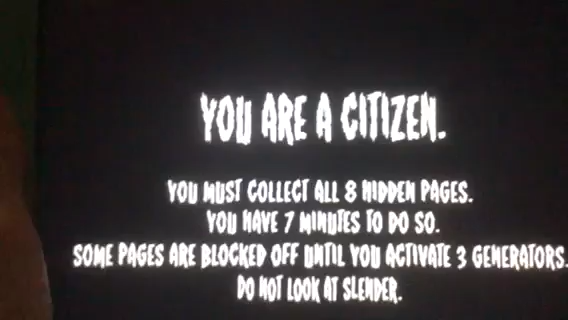 YOU ARE A CITIZEN.
YOU MUST COLLECT ALL 8 HIDDEN PAGES.
YOU HAVE 7 MINUTES TO DO SO.
SOME PAGES ARE BLOCKED OFF UNTIL YOU ACTIVATE 3 GENERATORS.
DO NOT LOOK AT SLENDER.